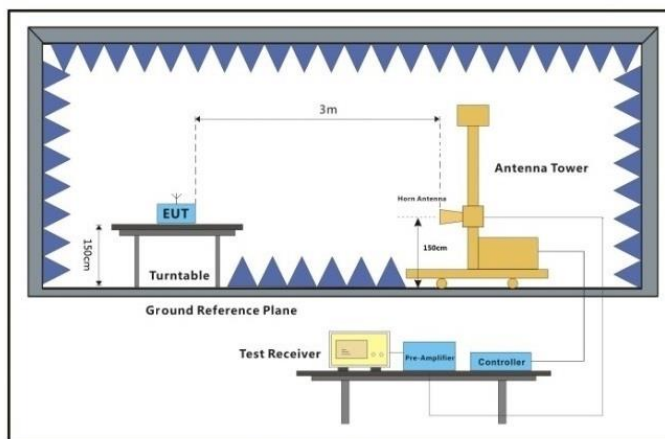 3m
Antenna Tower
Horn Antenna
EUT
150cm
150cm
Turntable
Ground Reference Plane
Test Receiver
Pre-Amplifier
Controller